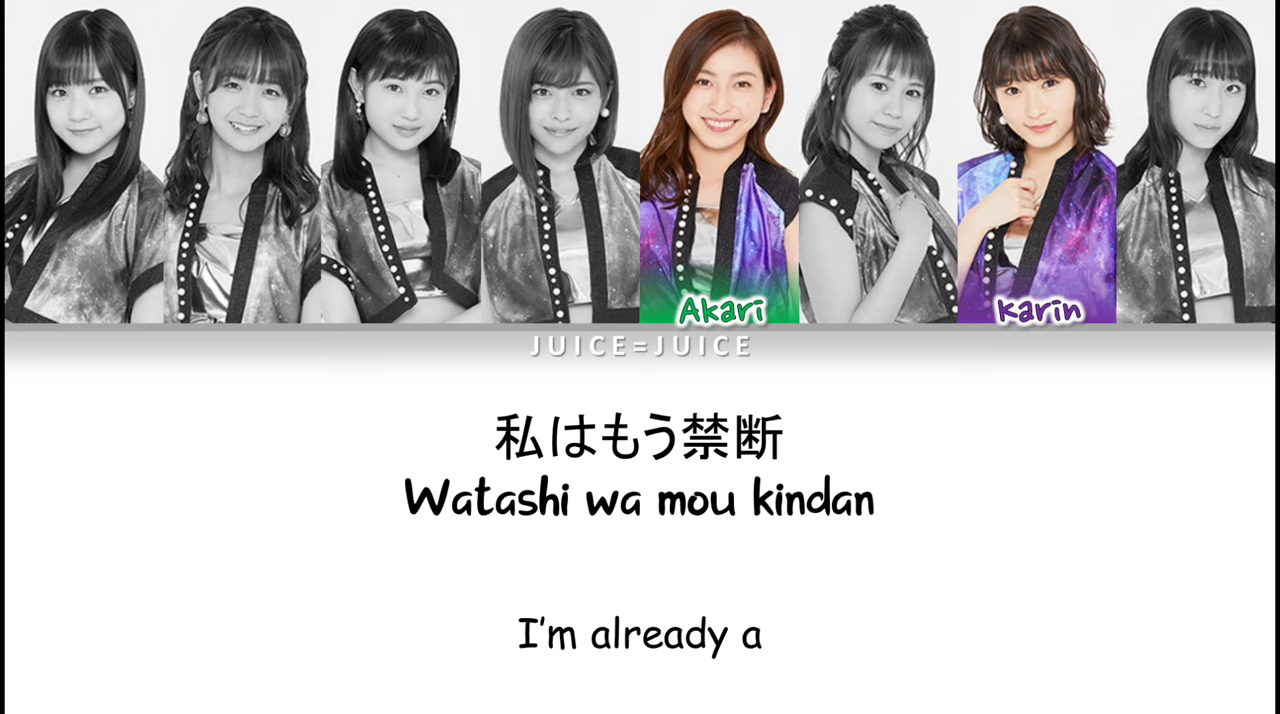 Akari
Karin
JUICE=JUICE
私はもう禁断
Watashi wa mou kindan
I'm already a